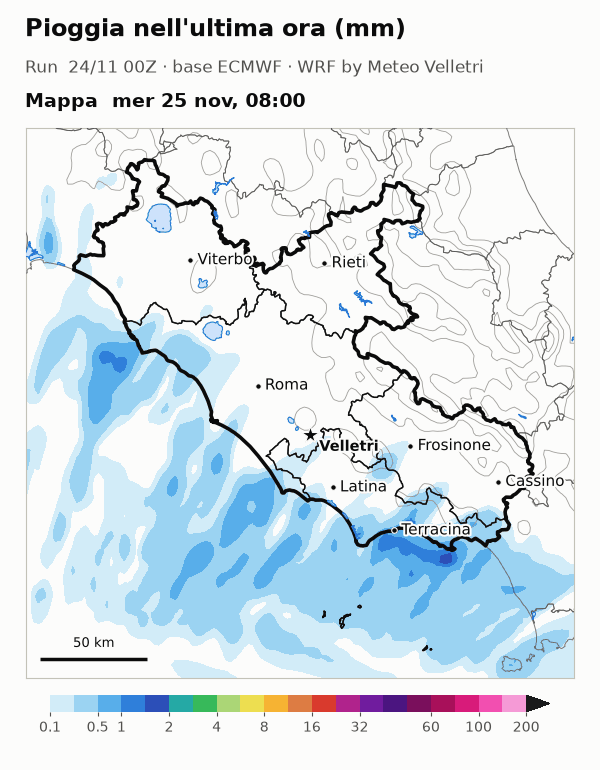 Pioggia nell'ultima ora (mm)
Run 24/11 00Z · base ECMWF · WRF by Meteo Velletri
Mappa mer 25 nov, 08:00
Viterbo
Rieti
Roma
Velletri
Frosinone
Cassino
Latina
Terracina
50 km
0.1 0.5 1 2 4 8 16 32 60 100 200